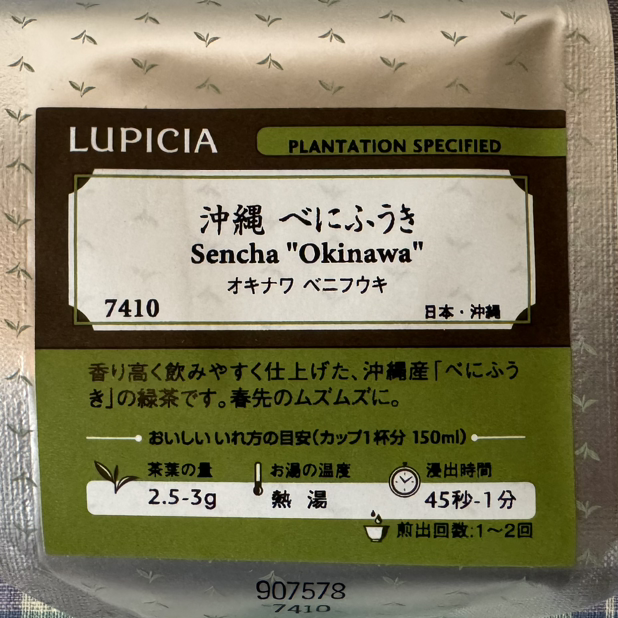 LUPICIA
PLANTATION SPECIFIED
沖縄 べにふうき
Sencha "Okinawa"
オキナワ ベニフウキ
7410 日本・沖縄
香り高く飲みやすく仕上げた、沖縄産「べにふう
き」の緑茶です。春先のムズムズに。
おいしいいれ方の目安(カップ1杯分 150ml)
茶葉の量 お湯の温度 浸出時間
2.5-3g 熱湯 45秒-1分
煎出回数:1〜2回
907578
7410